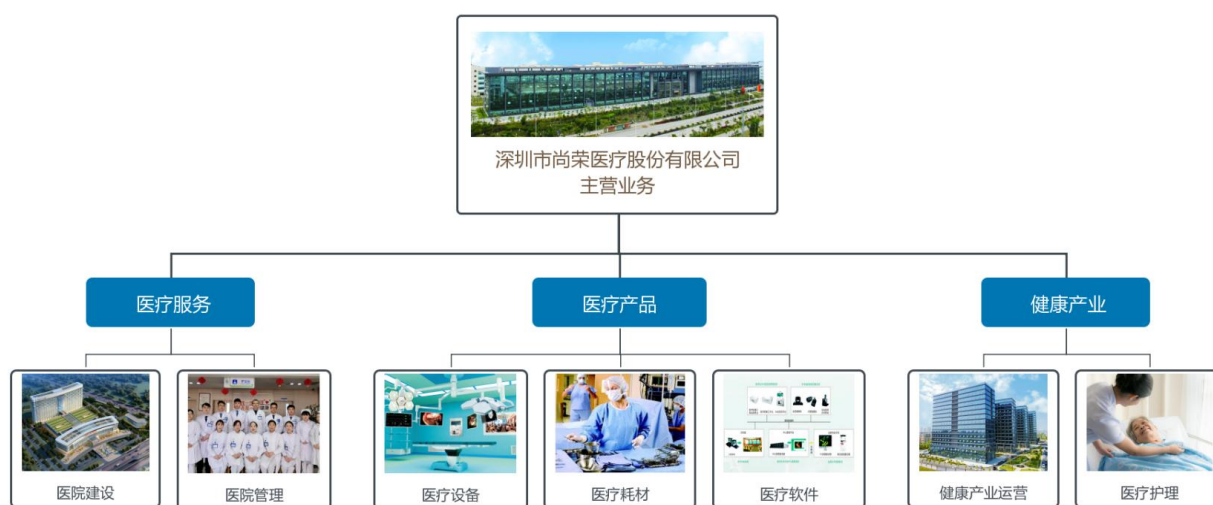 深圳市尚荣医疗股份有限公司
主营业务
医疗服务
医疗产品
健康产业
医院建设
医院管理
医疗设备
医疗耗材
医疗软件
健康产业运营
医疗护理